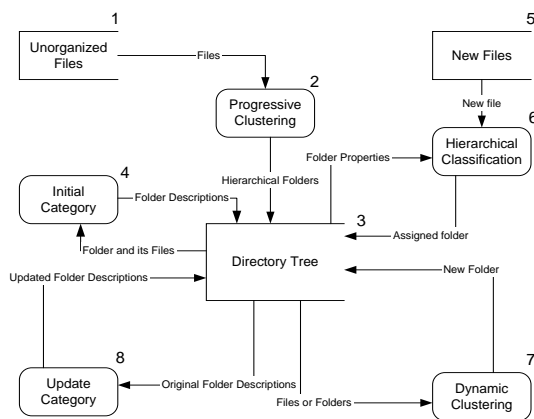 1
Unorganized
Files
Files
2
Progressive
Clustering
5
New Files
New file
6
Hierarchical
Classification
Folder Properties
Hierarchical Folders
4
Initial
Category
Folder Descriptions
3
Directory Tree
Assigned folder
Folder and its Files
New Folder
Updated Folder Descriptions
8
Update
Category
Original Folder Descriptions
Files or Folders
7
Dynamic
Clustering